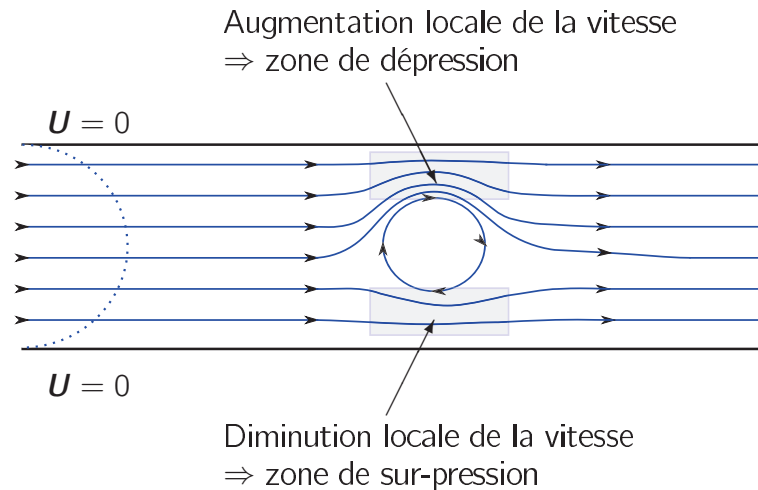 Augmentation locale de la vitesse
⇒ zone de dépression
U = 0
U = 0
Diminution locale de la vitesse
⇒ zone de sur-pression